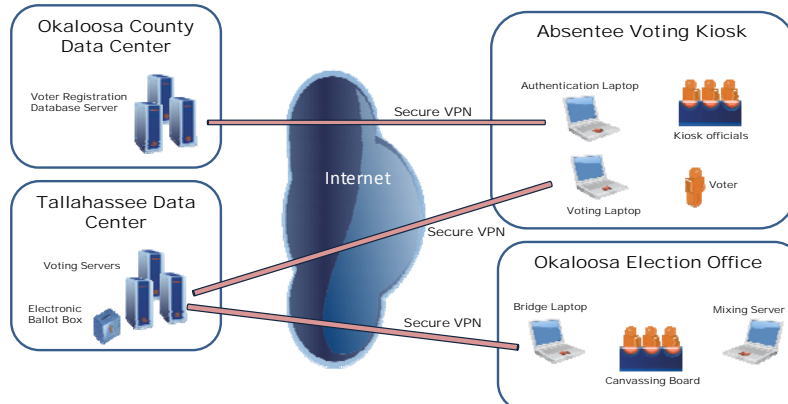 Okaloosa County
Data Center
Voter Registration
Database Server
Tallahassee Data
Center
Voting Servers
Electronic
Ballot Box
Internet
Secure VPN
Secure VPN
Secure VPN
Absentee Voting Kiosk
Authentication Laptop
Kiosk officials
Voting Laptop
Voter
Okaloosa Election Office
Bridge Laptop
Mixing Server
Canvassing Board